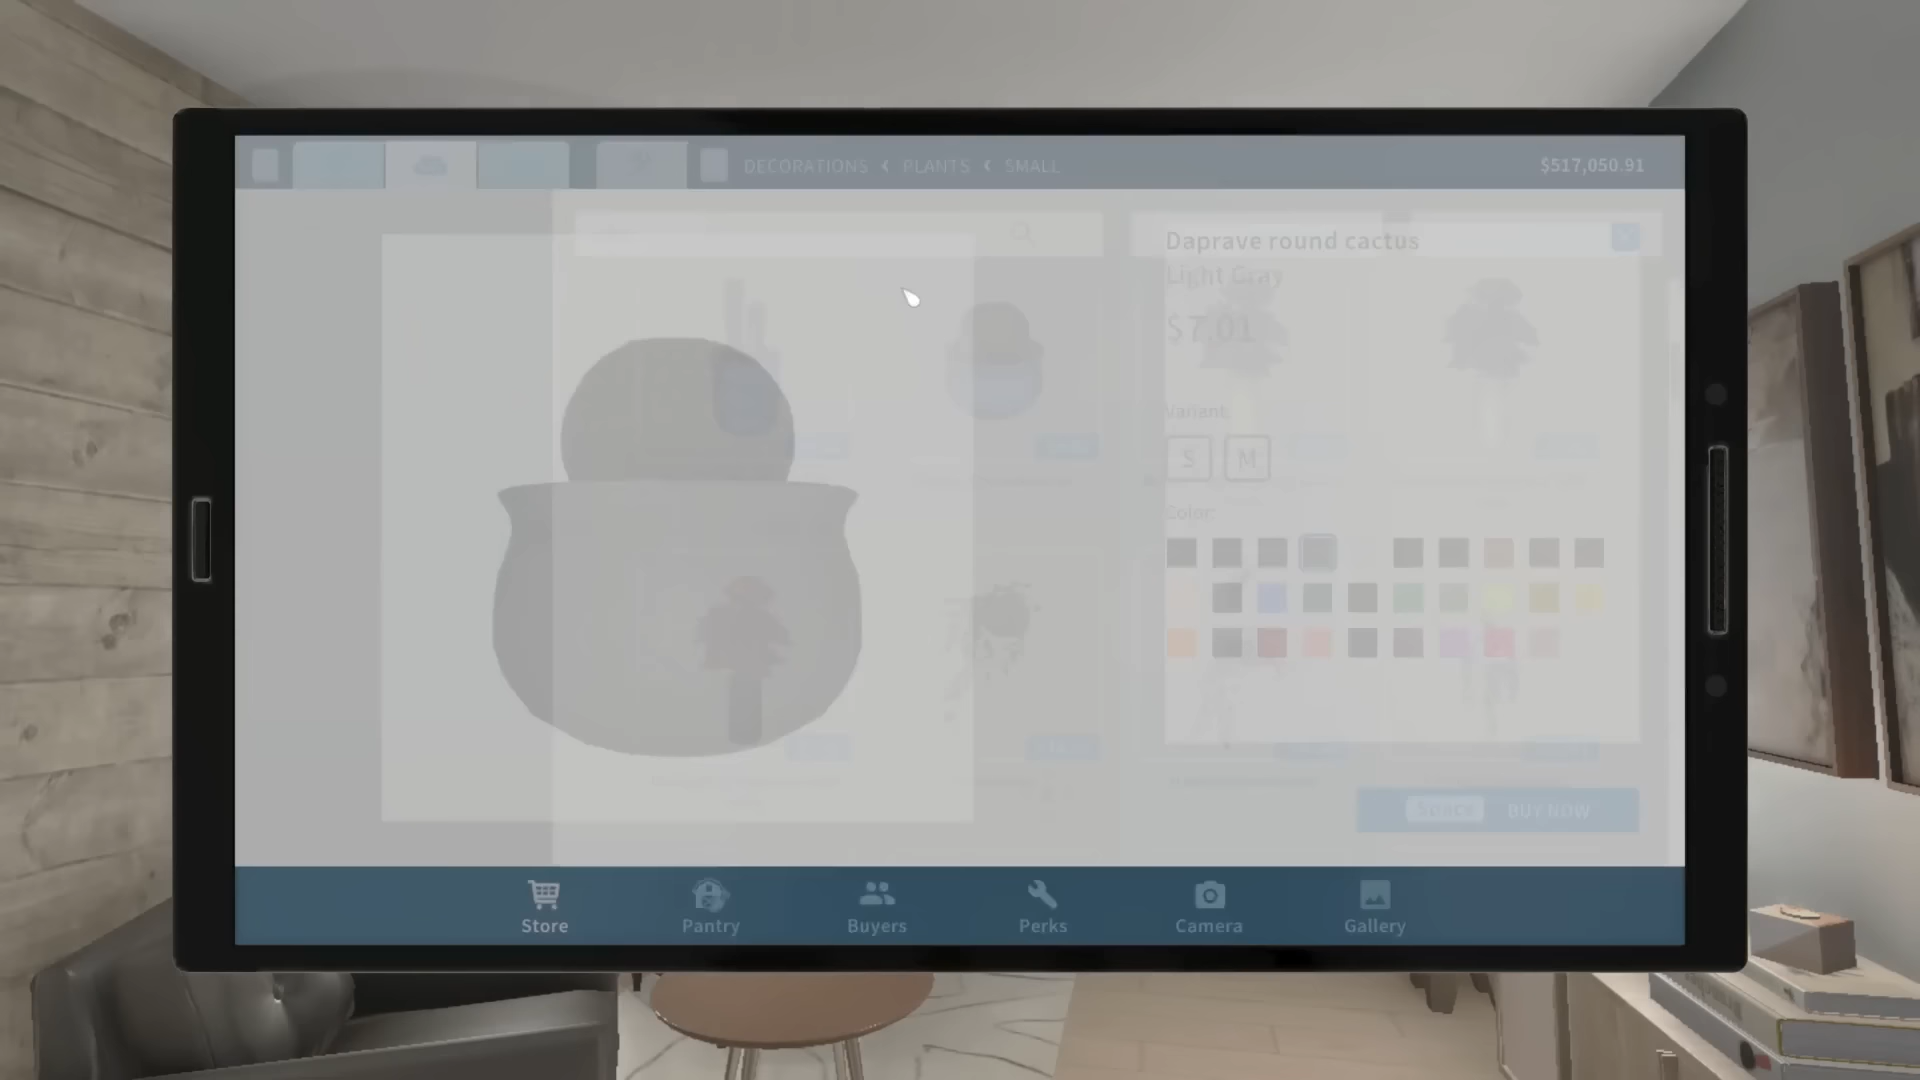 DECORATIONS < PLANTS < SMALL
$517,050.91
Daprave round cactus
Light Gray
$7.01
Variant:
S M
Color:
Space BUY NOW
Store Pantry Buyers Perks Camera Gallery